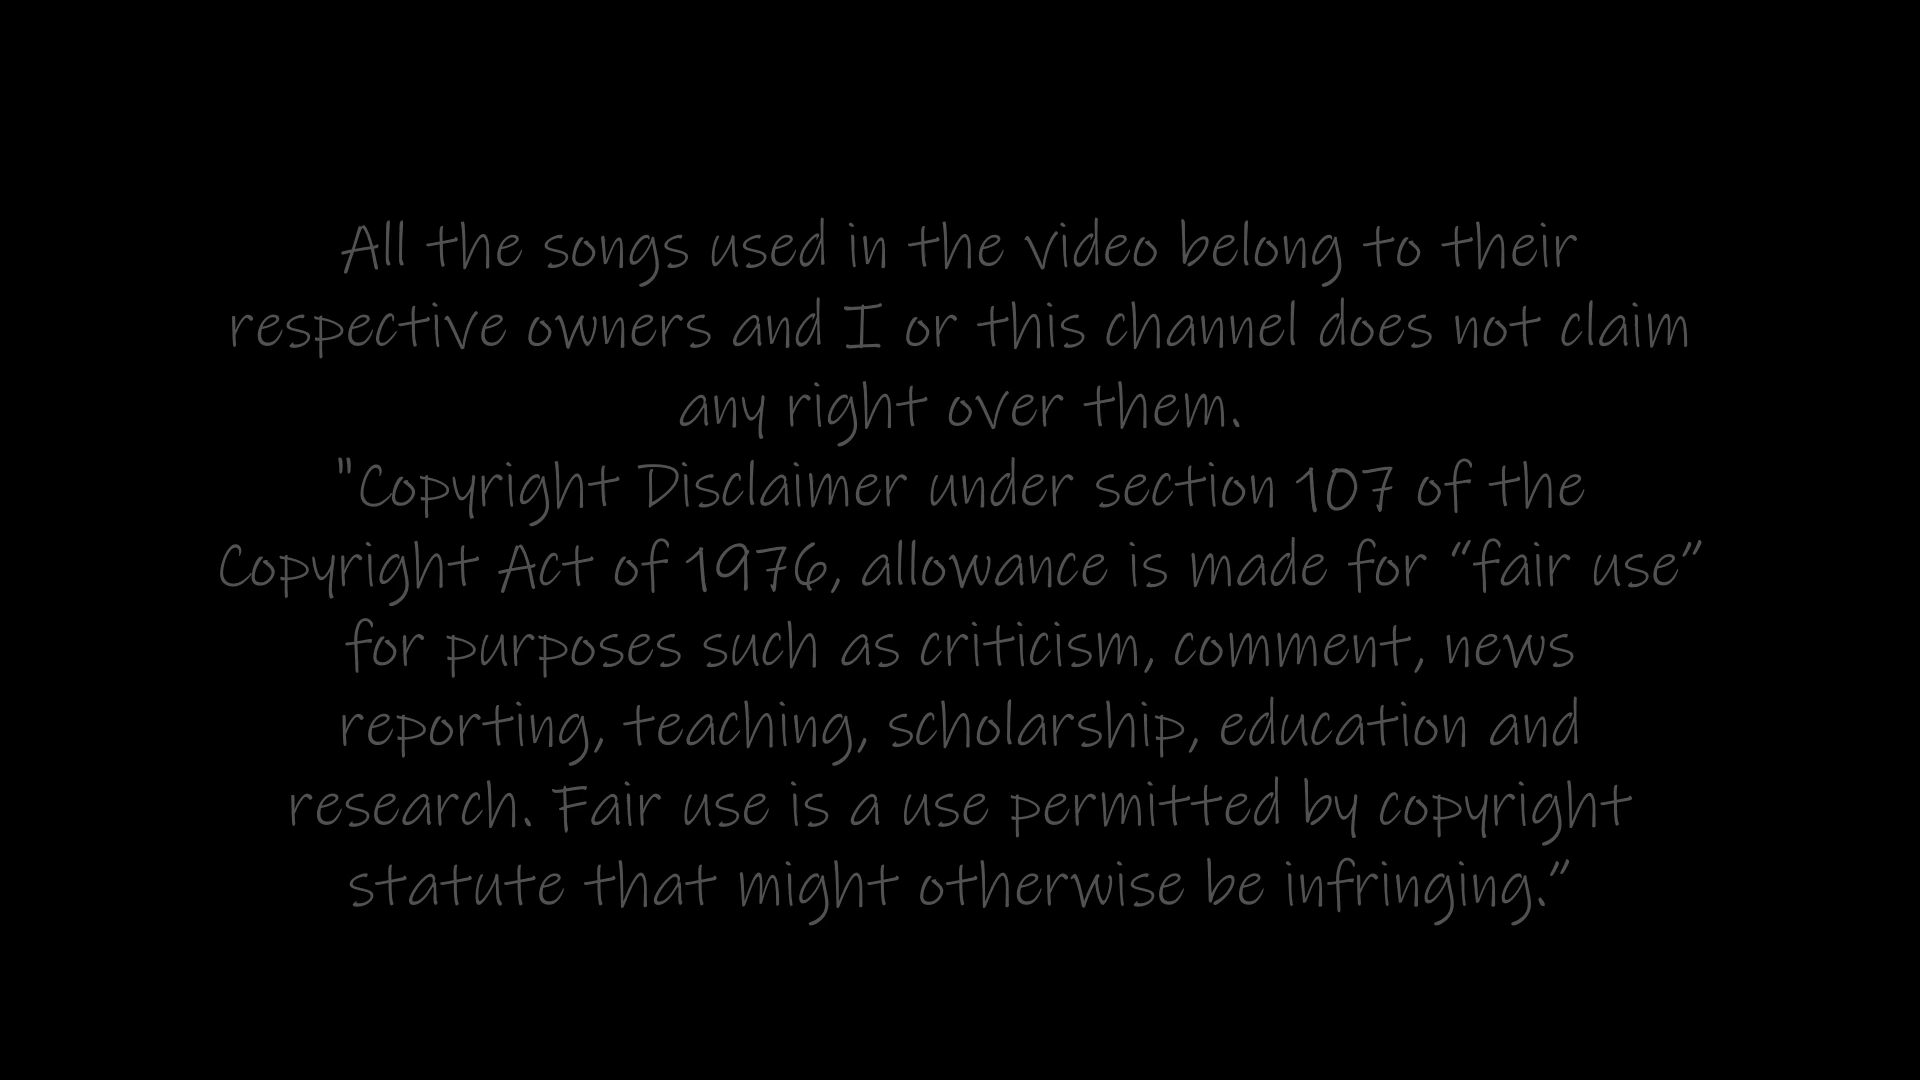 All the songs used in the video belong to their
respective owners and I or this channel does not claim
any right over them.
"Copyright Disclaimer under section 107 of the
Copyright Act of 1976, allowance is made for “fair use”
for purposes such as criticism, comment, news
reporting, teaching, scholarship, education and
research. Fair use is a use permitted by copyright
statute that might otherwise be infringing.”